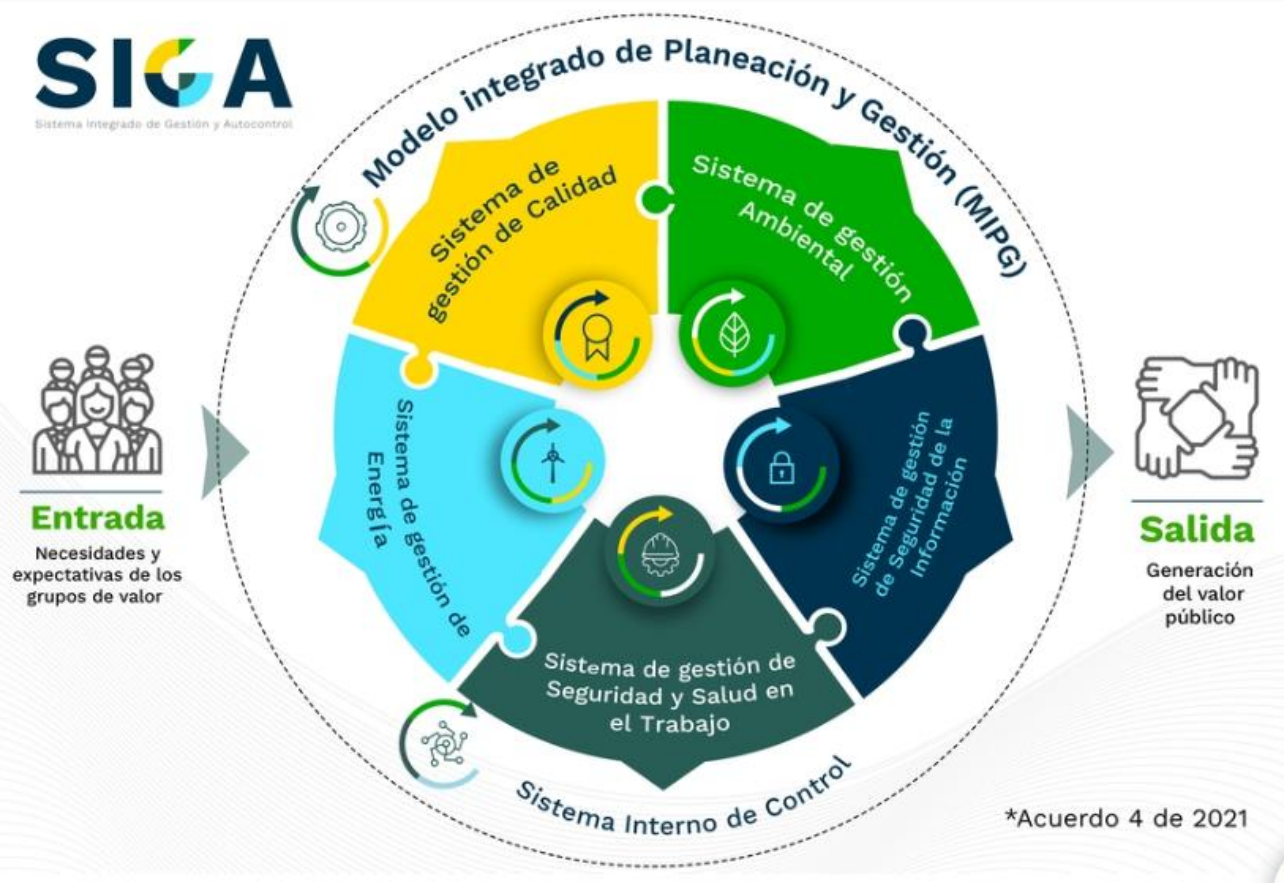 SIGA
Sistema Integrado de Gestión y Autocontrol
Modelo integrado de Planeación y Gestión (MIPG)
Sistema de
gestión de Calidad
Sistema de gestión
Ambiental
Sistema de gestión de
Energía
Sistema de gestión
de Seguridad de la
Información
Sistema de gestión de
Seguridad y Salud en
el Trabajo
Sistema Interno de Control
Entrada
Necesidades y
expectativas de los
grupos de valor
Salida
Generación
del valor
público
*Acuerdo 4 de 2021